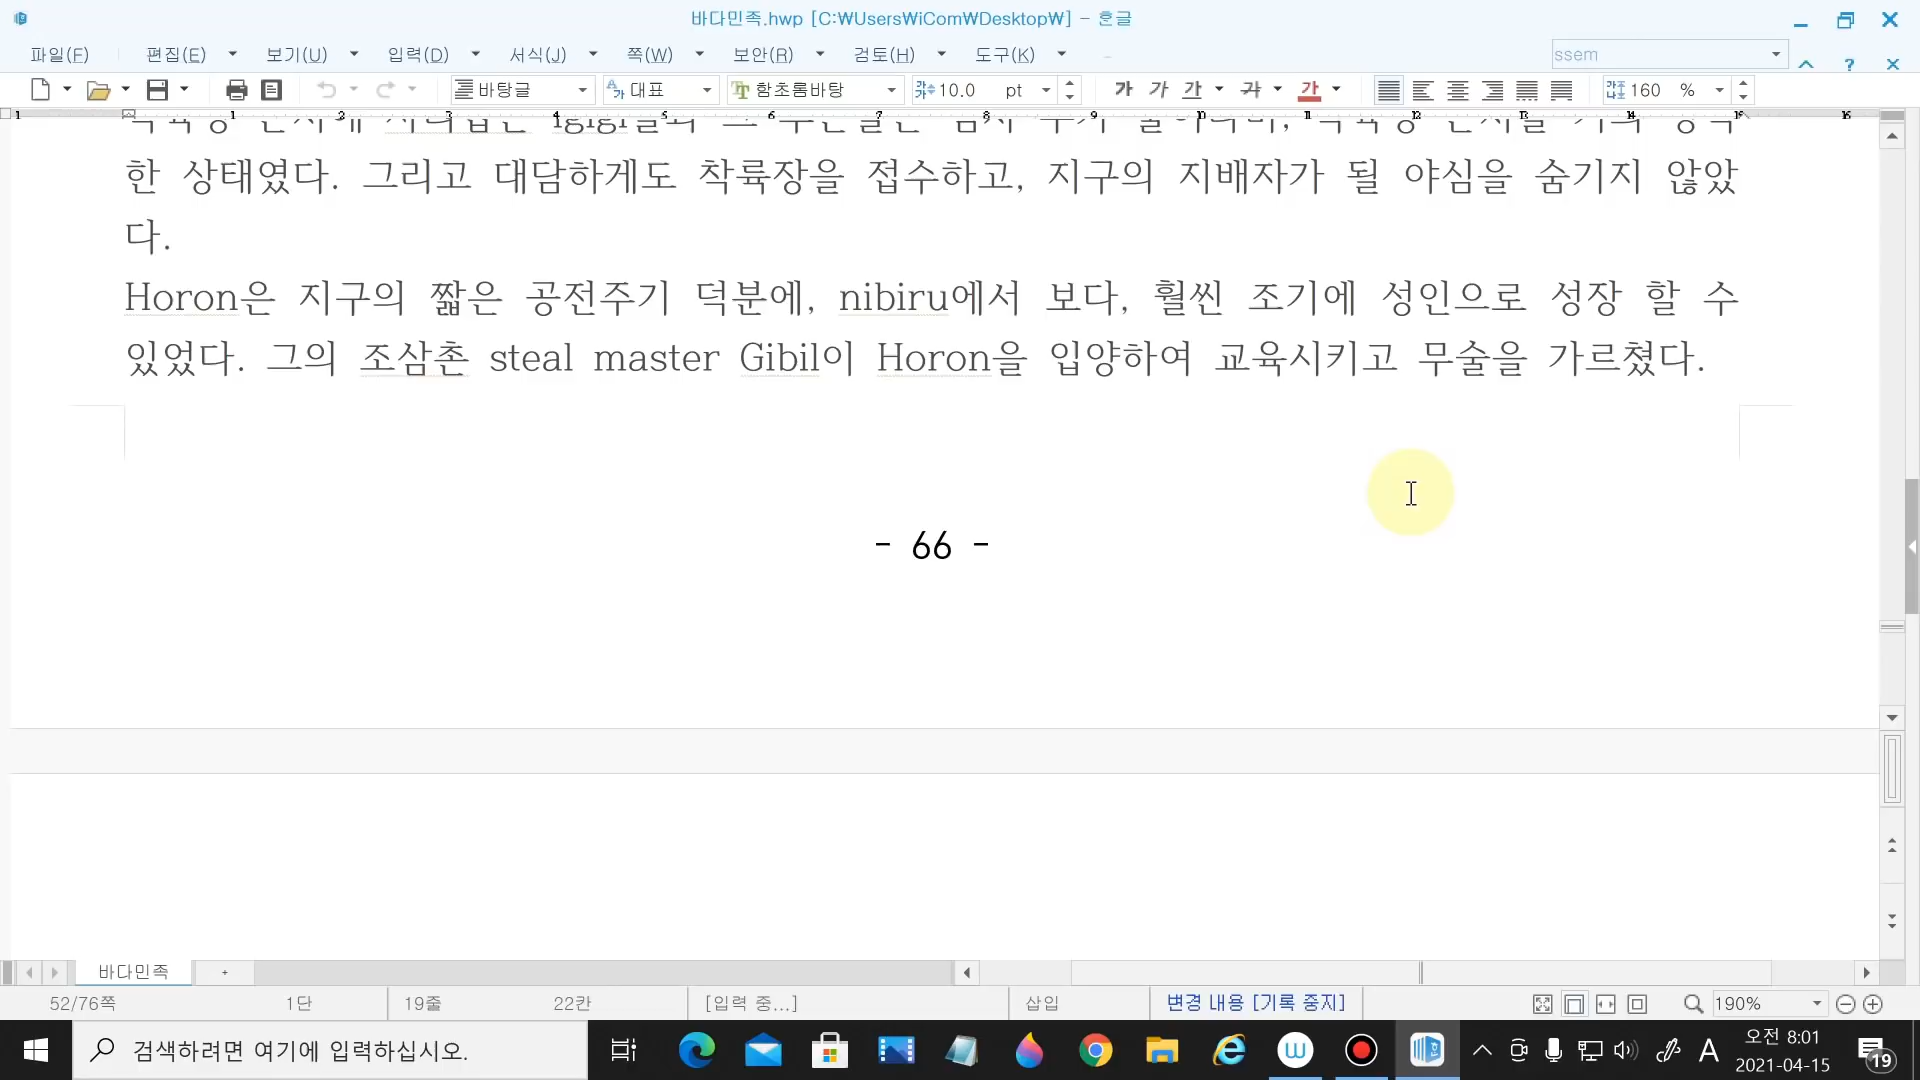 바다민족.hwp [C:₩Users₩iCom₩Desktop₩] - 한글
파일(F) 편집(E) 보기(U) 입력(D) 서식(J) 쪽(W) 보안(R) 검토(H) 도구(K) ssem
바탕글 대표 함초롬바탕 10.0 pt 가 가 가 가 가 160 %
한 상태였다. 그리고 대담하게도 착륙장을 접수하고, 지구의 지배자가 될 야심을 숨기지 않았
다.
Horon은 지구의 짧은 공전주기 덕분에, nibiru에서 보다, 훨씬 조기에 성인으로 성장 할 수
있었다. 그의 조삼촌 steal master Gibil이 Horon을 입양하여 교육시키고 무술을 가르쳤다.
- 66 -
바다민족
52/76쪽 1단 19줄 22칸 [입력 중...] 삽입 변경 내용 [기록 중지] 190%
검색하려면 여기에 입력하십시오.
A 오전 8:01
2021-04-15
19